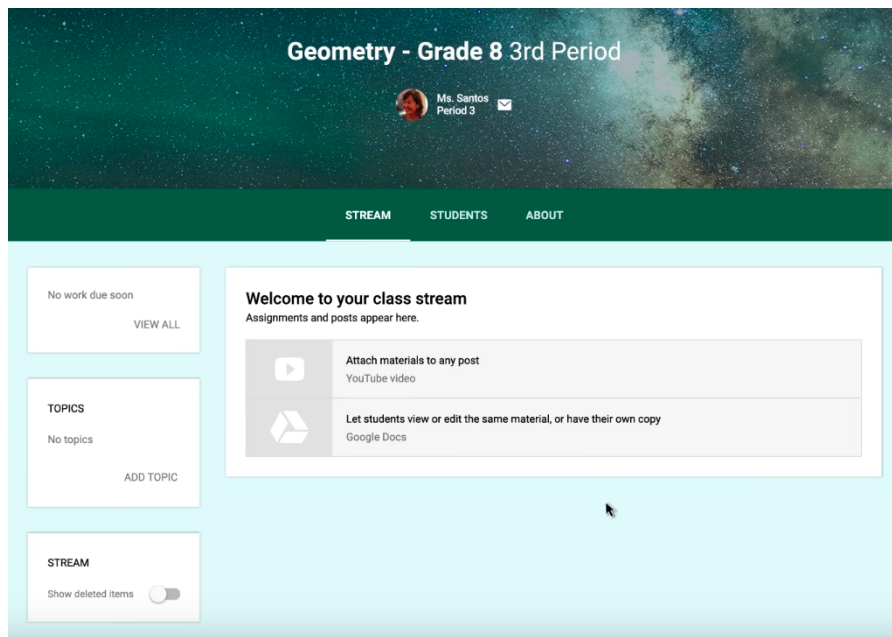 Geometry - Grade 8 3rd Period
Ms. Santos
Period 3
STREAM
STUDENTS
ABOUT
No work due soon
VIEW ALL
TOPICS
No topics
ADD TOPIC
STREAM
Show deleted items
Welcome to your class stream
Assignments and posts appear here.
Attach materials to any post
YouTube video
Let students view or edit the same material, or have their own copy
Google Docs